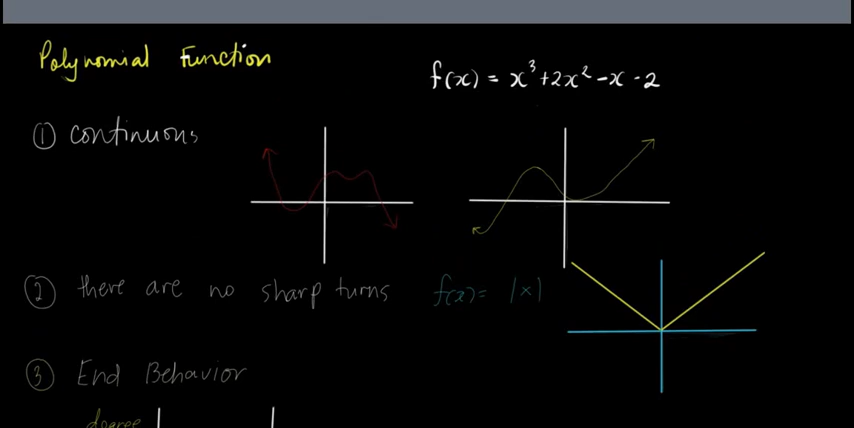 Polynomial Function
f(x) = x³+2x²-x-2
① continuous
② there are no sharp turns f(x)= |x|
③ End Behavior
degree